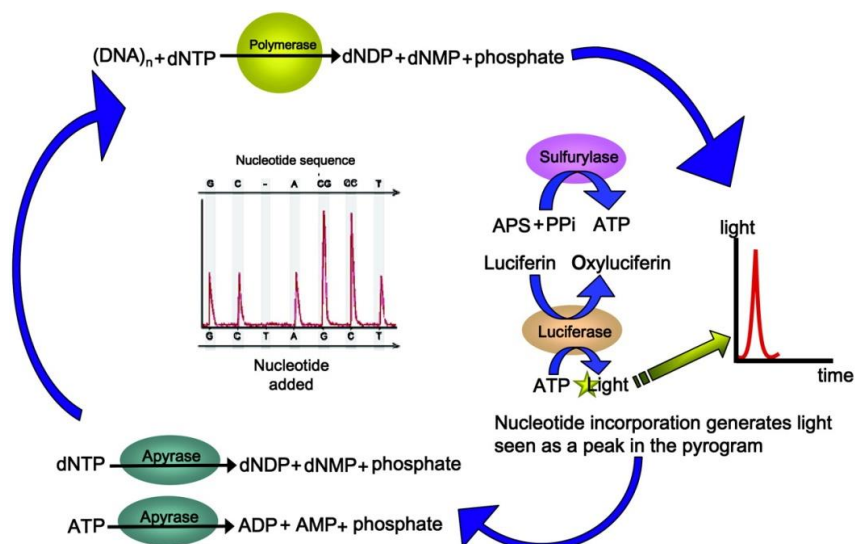 (DNA)n+dNTP Polymerase dNDP+dNMP+phosphate
Nucleotide sequence
G C - A CG CC T
G C T A G C T
Nucleotide
added
Sulfurylase
APS+PPi ATP
Luciferin Oxyluciferin
Luciferase
ATP Light
light
time
Nucleotide incorporation generates light
seen as a peak in the pyrogram
dNTP Apyrase dNDP+dNMP+phosphate
ATP Apyrase ADP+ AMP+ phosphate